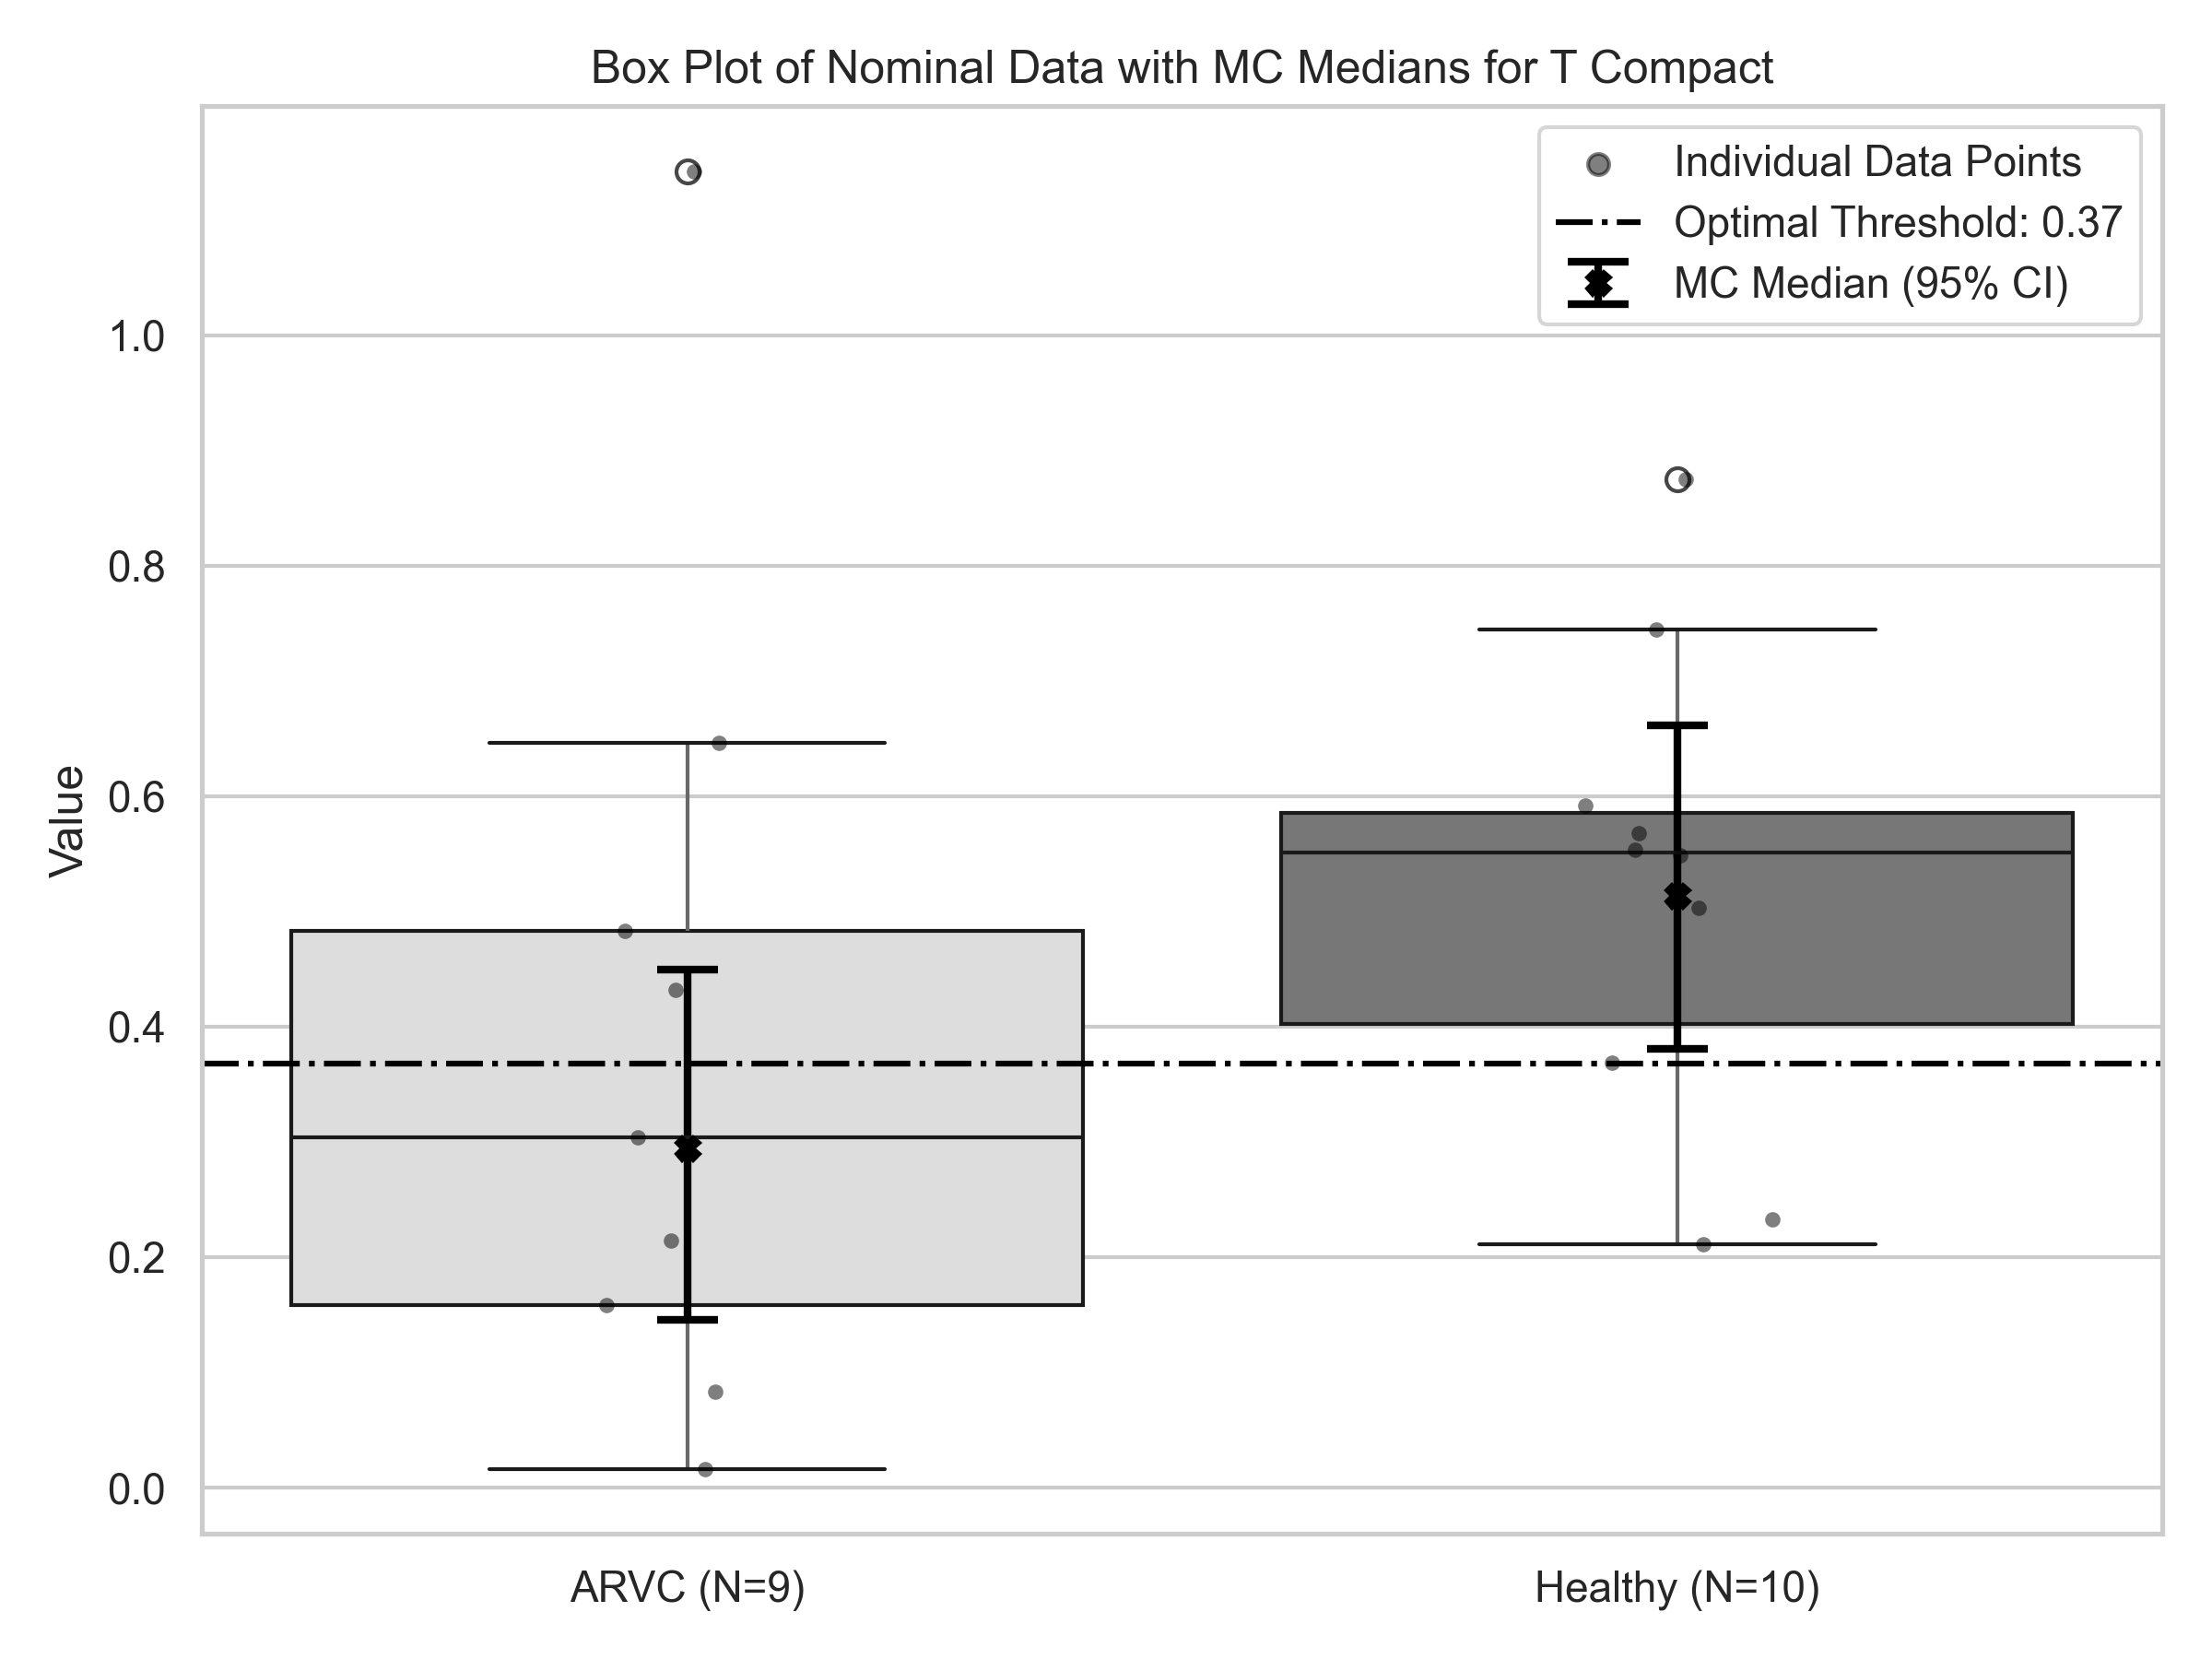 Box Plot of Nominal Data with MC Medians for T Compact
Individual Data Points
Optimal Threshold: 0.37
MC Median (95% CI)
1.0
0.8
0.6
0.4
0.2
0.0
Value
ARVC (N=9)
Healthy (N=10)